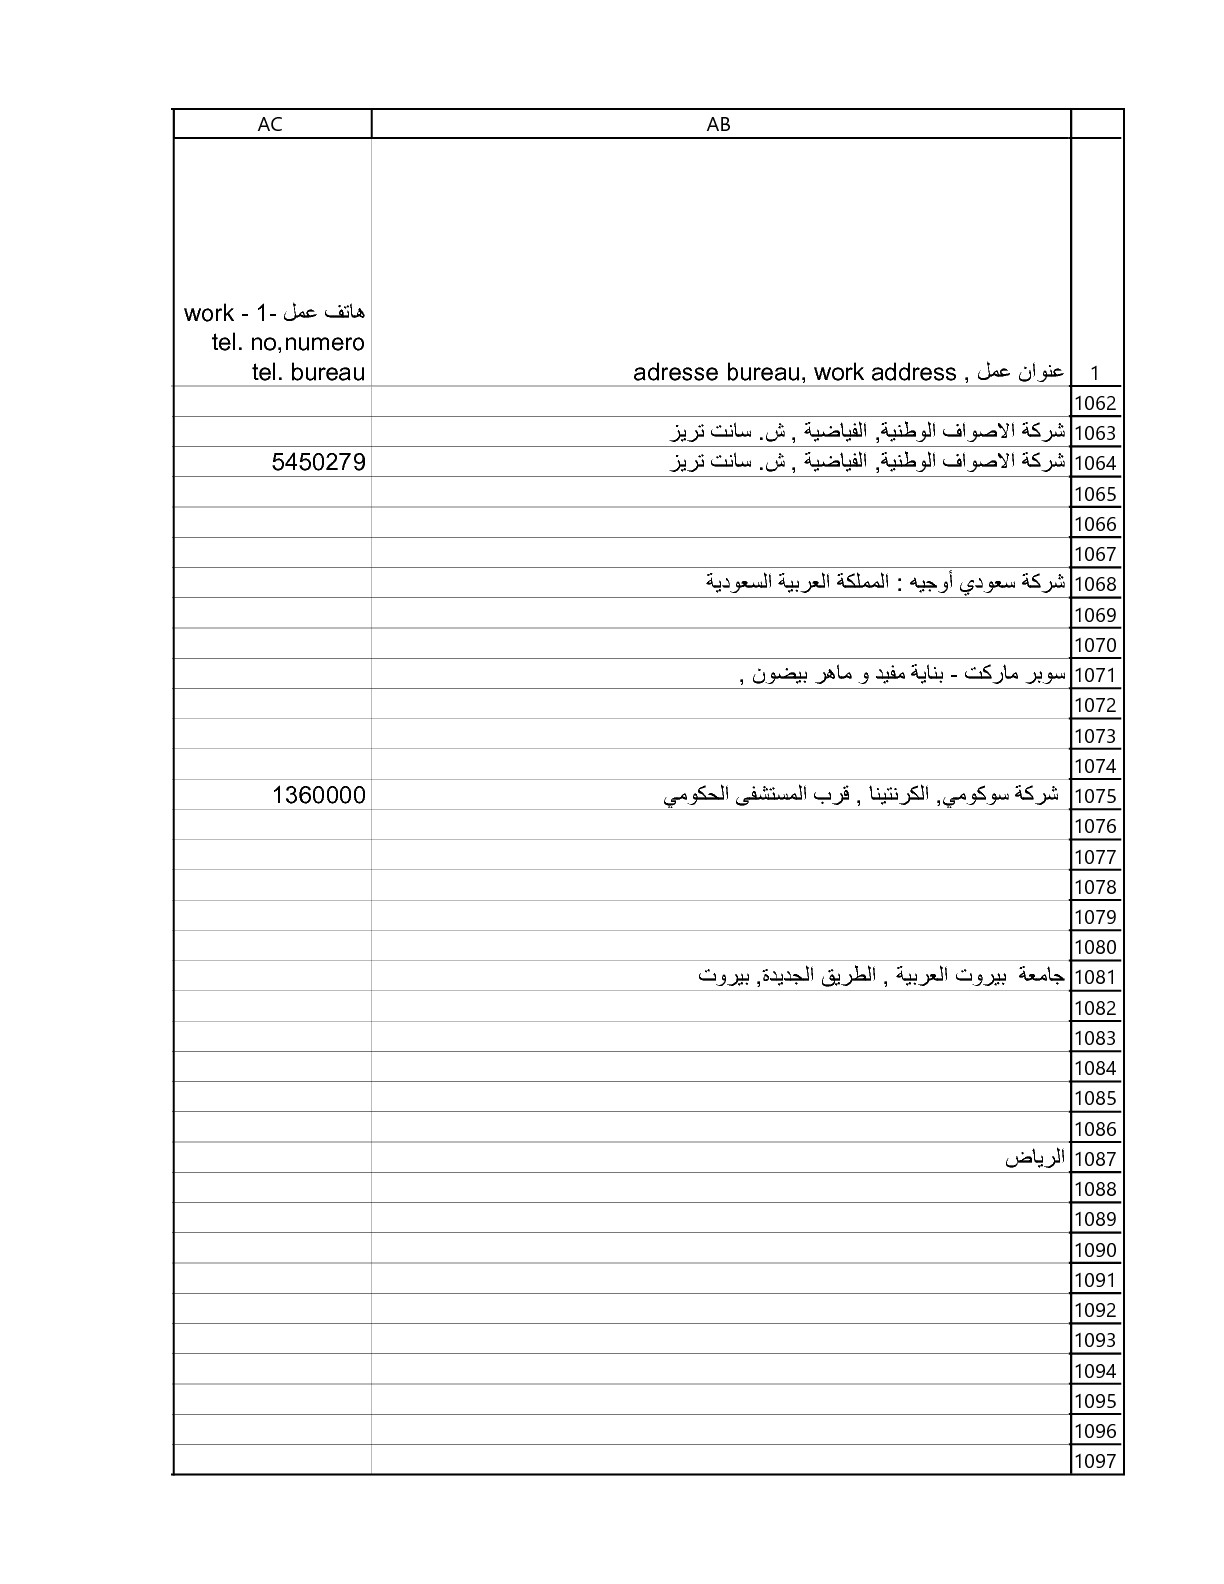 AB AC
1 عنوان عمل , adresse bureau, work address هاتف عمل -1 - work
tel. no,numero
tel. bureau
1062
1063 شركة الاصواف الوطنية, الفياضية , ش. سانت تريز
1064 شركة الاصواف الوطنية, الفياضية , ش. سانت تريز 5450279
1065
1066
1067
1068 شركة سعودي أوجيه : المملكة العربية السعودية
1069
1070
1071 سوبر ماركت - بناية مفيد و ماهر بيضون ,
1072
1073
1074
1075 شركة سوكومي, الكرنتينا , قرب المستشفى الحكومي 1360000
1076
1077
1078
1079
1080
1081 جامعة بيروت العربية , الطريق الجديدة, بيروت
1082
1083
1084
1085
1086
1087 الرياض
1088
1089
1090
1091
1092
1093
1094
1095
1096
1097